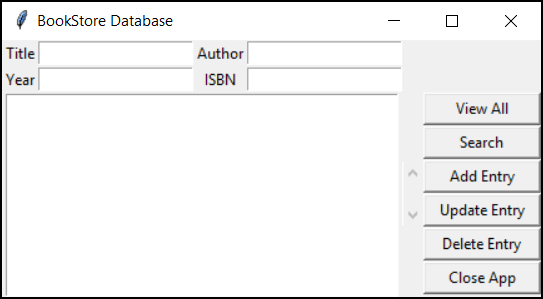 BookStore Database
Title Author
Year ISBN
View All
Search
Add Entry
Update Entry
Delete Entry
Close App